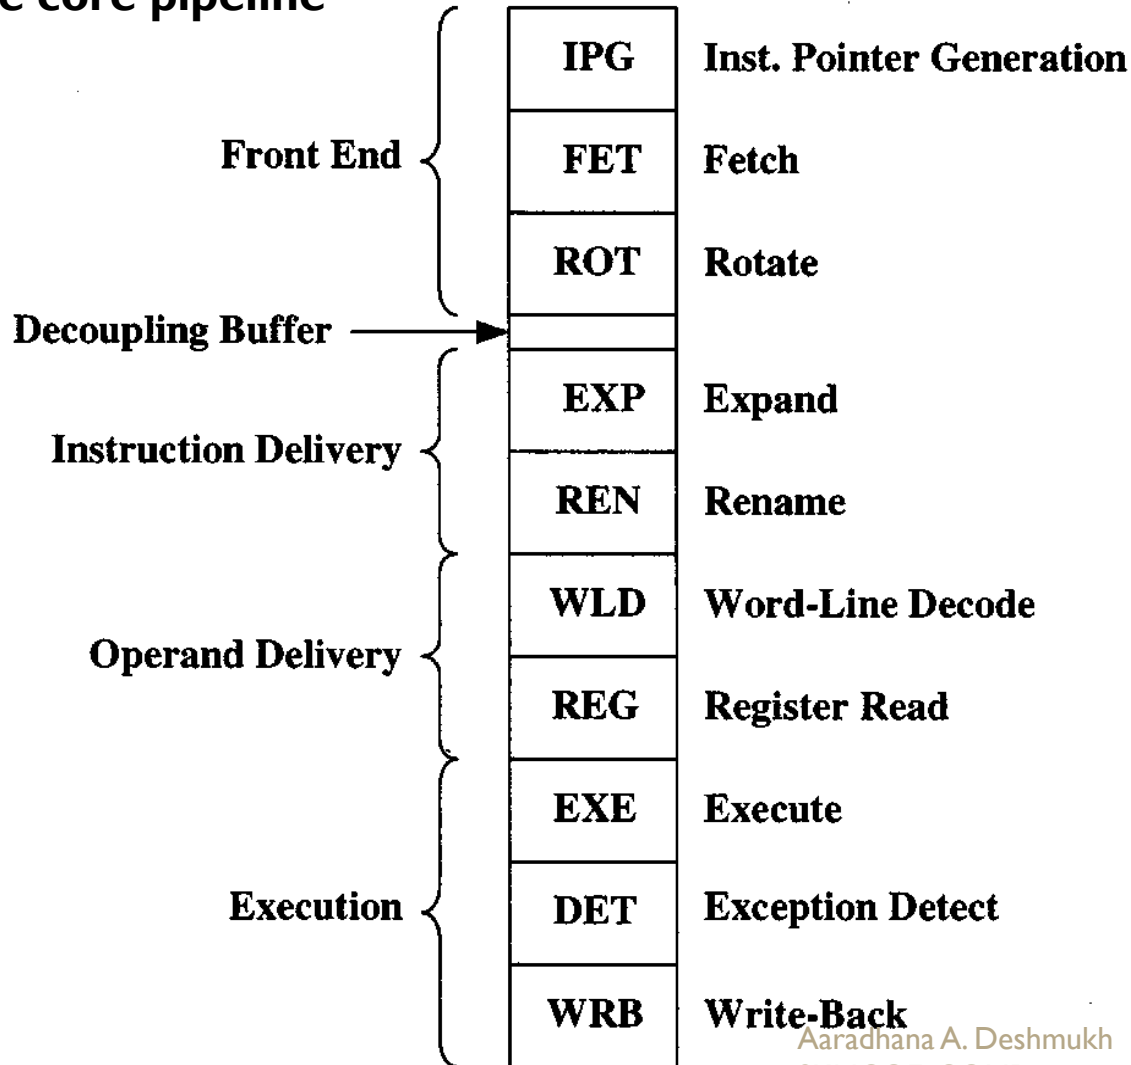 e core pipeline
IPG Inst. Pointer Generation
Front End
FET Fetch
ROT Rotate
Decoupling Buffer
EXP Expand
Instruction Delivery
REN Rename
WLD Word-Line Decode
Operand Delivery
REG Register Read
EXE Execute
Execution
DET Exception Detect
WRB Write-Back
Aaradhana A. Deshmukh